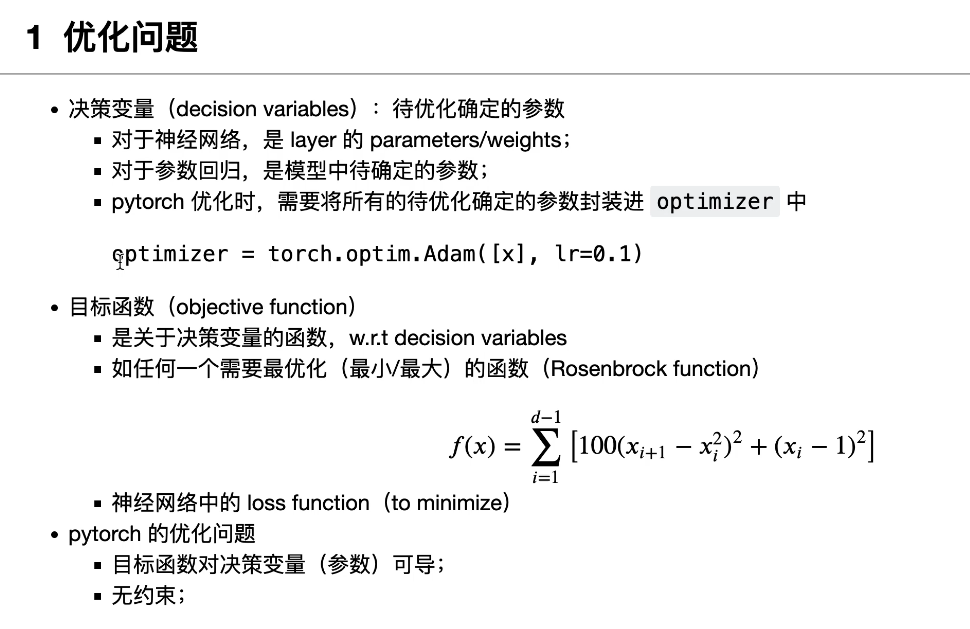 1 优化问题
• 决策变量（decision variables）：待优化确定的参数
▪ 对于神经网络，是 layer 的 parameters/weights；
▪ 对于参数回归，是模型中待确定的参数；
▪ pytorch 优化时，需要将所有的待优化确定的参数封装进 optimizer 中
optimizer = torch.optim.Adam([x], lr=0.1)
• 目标函数（objective function）
▪ 是关于决策变量的函数，w.r.t decision variables
▪ 如任何一个需要最优化（最小/最大）的函数（Rosenbrock function）
f(x) = ∑_{i=1}^{d−1} [100(x_{i+1} − x_i^2)^2 + (x_i − 1)^2]
▪ 神经网络中的 loss function（to minimize）
• pytorch 的优化问题
▪ 目标函数对决策变量（参数）可导；
▪ 无约束；